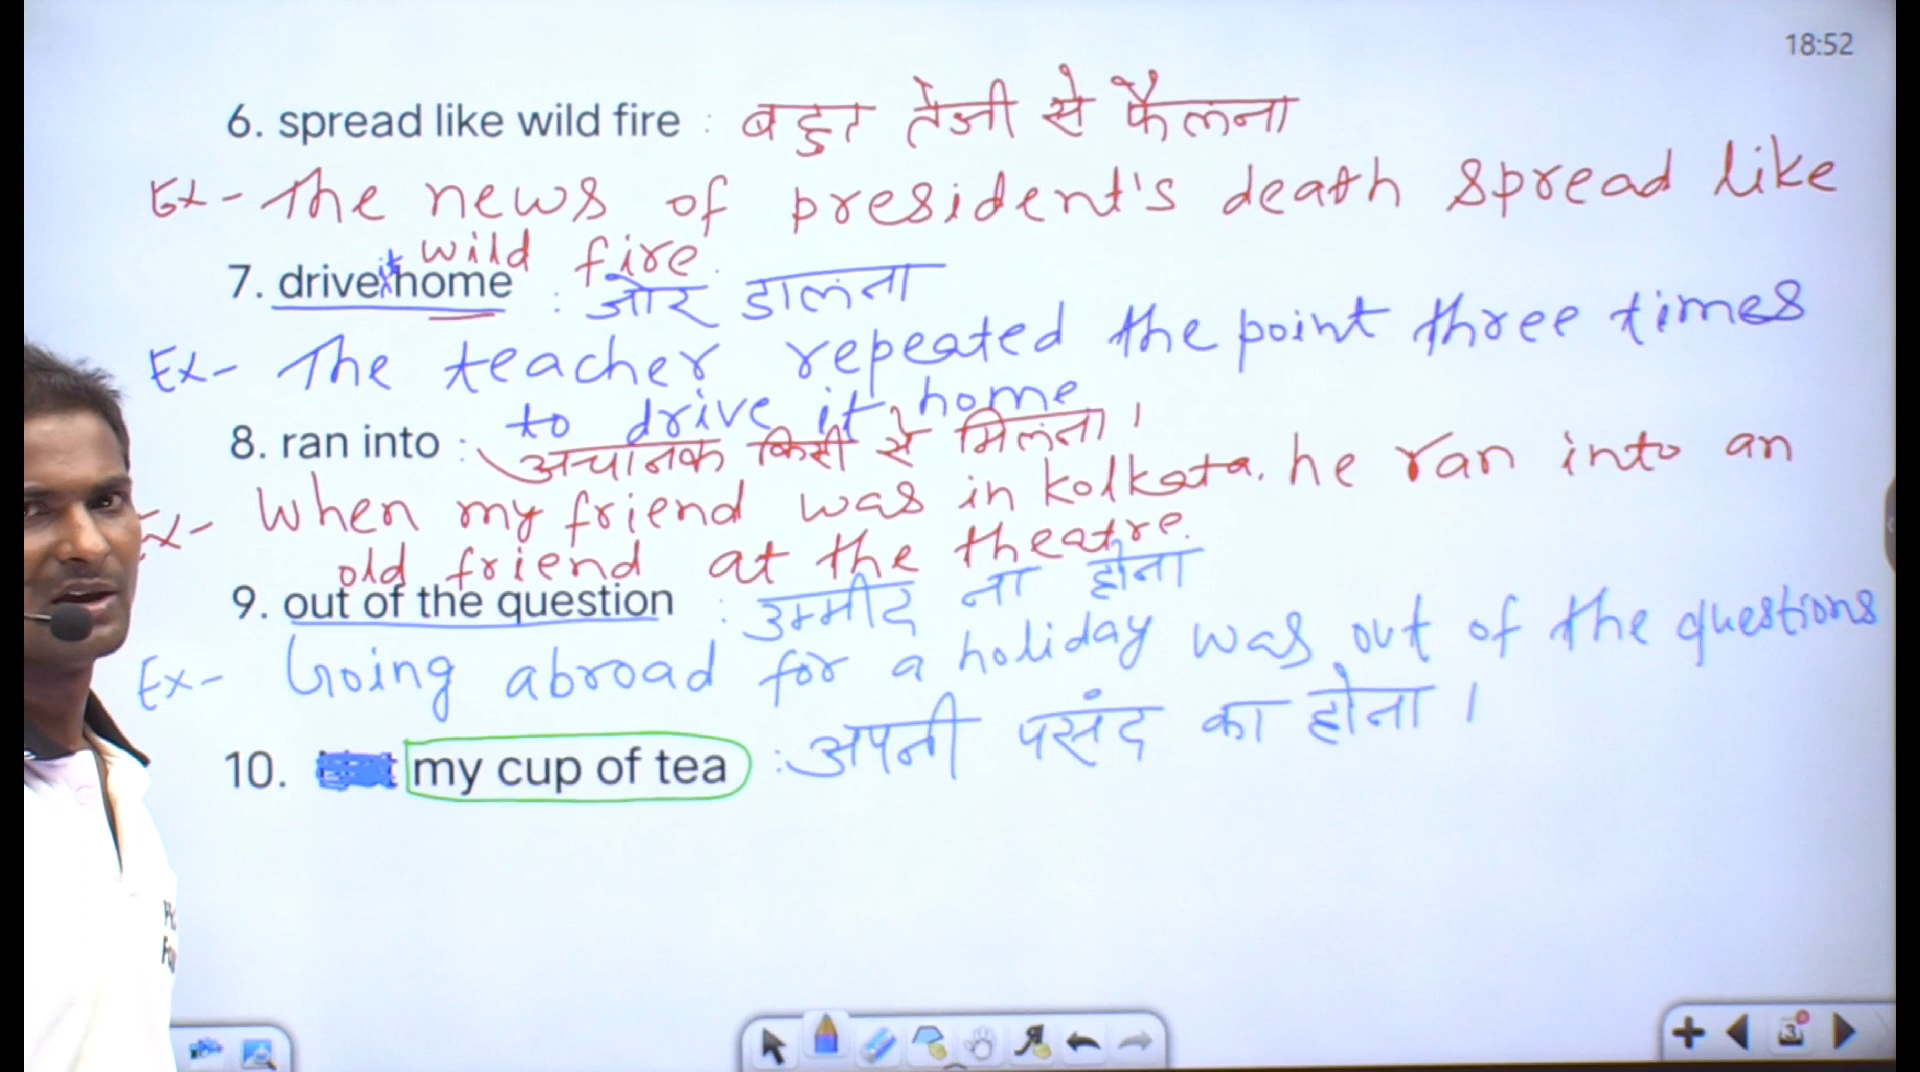 18:52
6. spread like wild fire : बहुत तेजी से फैलना
Ex- The news of president's death spread like
wild fire.
7. drive it home : जोर डालना
Ex- The teacher repeated the point three times
to drive it home
8. ran into : अचानक किसी से मिलना।
Ex- When my friend was in kolkata, he ran into an
old friend at the theatre.
9. out of the question : उम्मीद ना होना
Ex- Going abroad for a holiday was out of the questions
10. my cup of tea : अपनी पसंद का होना।
3